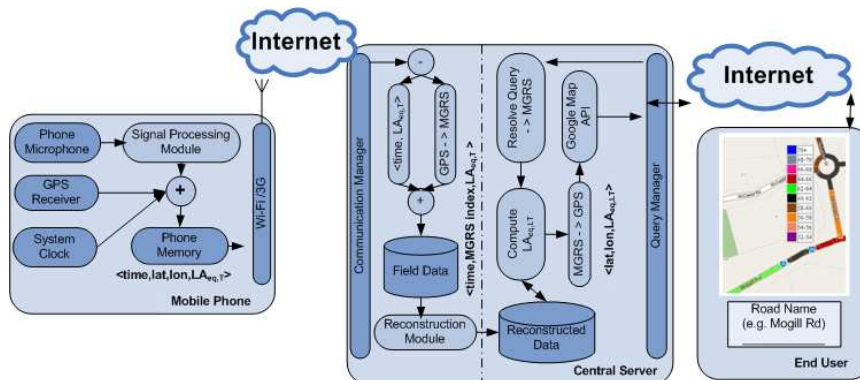 Internet
Phone
Microphone
Signal Processing
Module
GPS
Receiver
+
System
Clock
Phone
Memory
<time,lat,lon,LAeq,T>
Mobile Phone
Wi-Fi /3G
Communication Manager
-
<time, LAeq,T>
GPS -> MGRS
+
Field Data
Reconstruction
Module
<time,MGRS index,LAeq,LT>
Resolve Query
-> MGRS
Google Map
API
Compute
LAeq,LT
MGRS -> GPS
<lat,lon,LAeq,LT>
Reconstructed
Data
Central Server
Query Manager
Internet
Road Name
(e.g. Mogill Rd)
End User